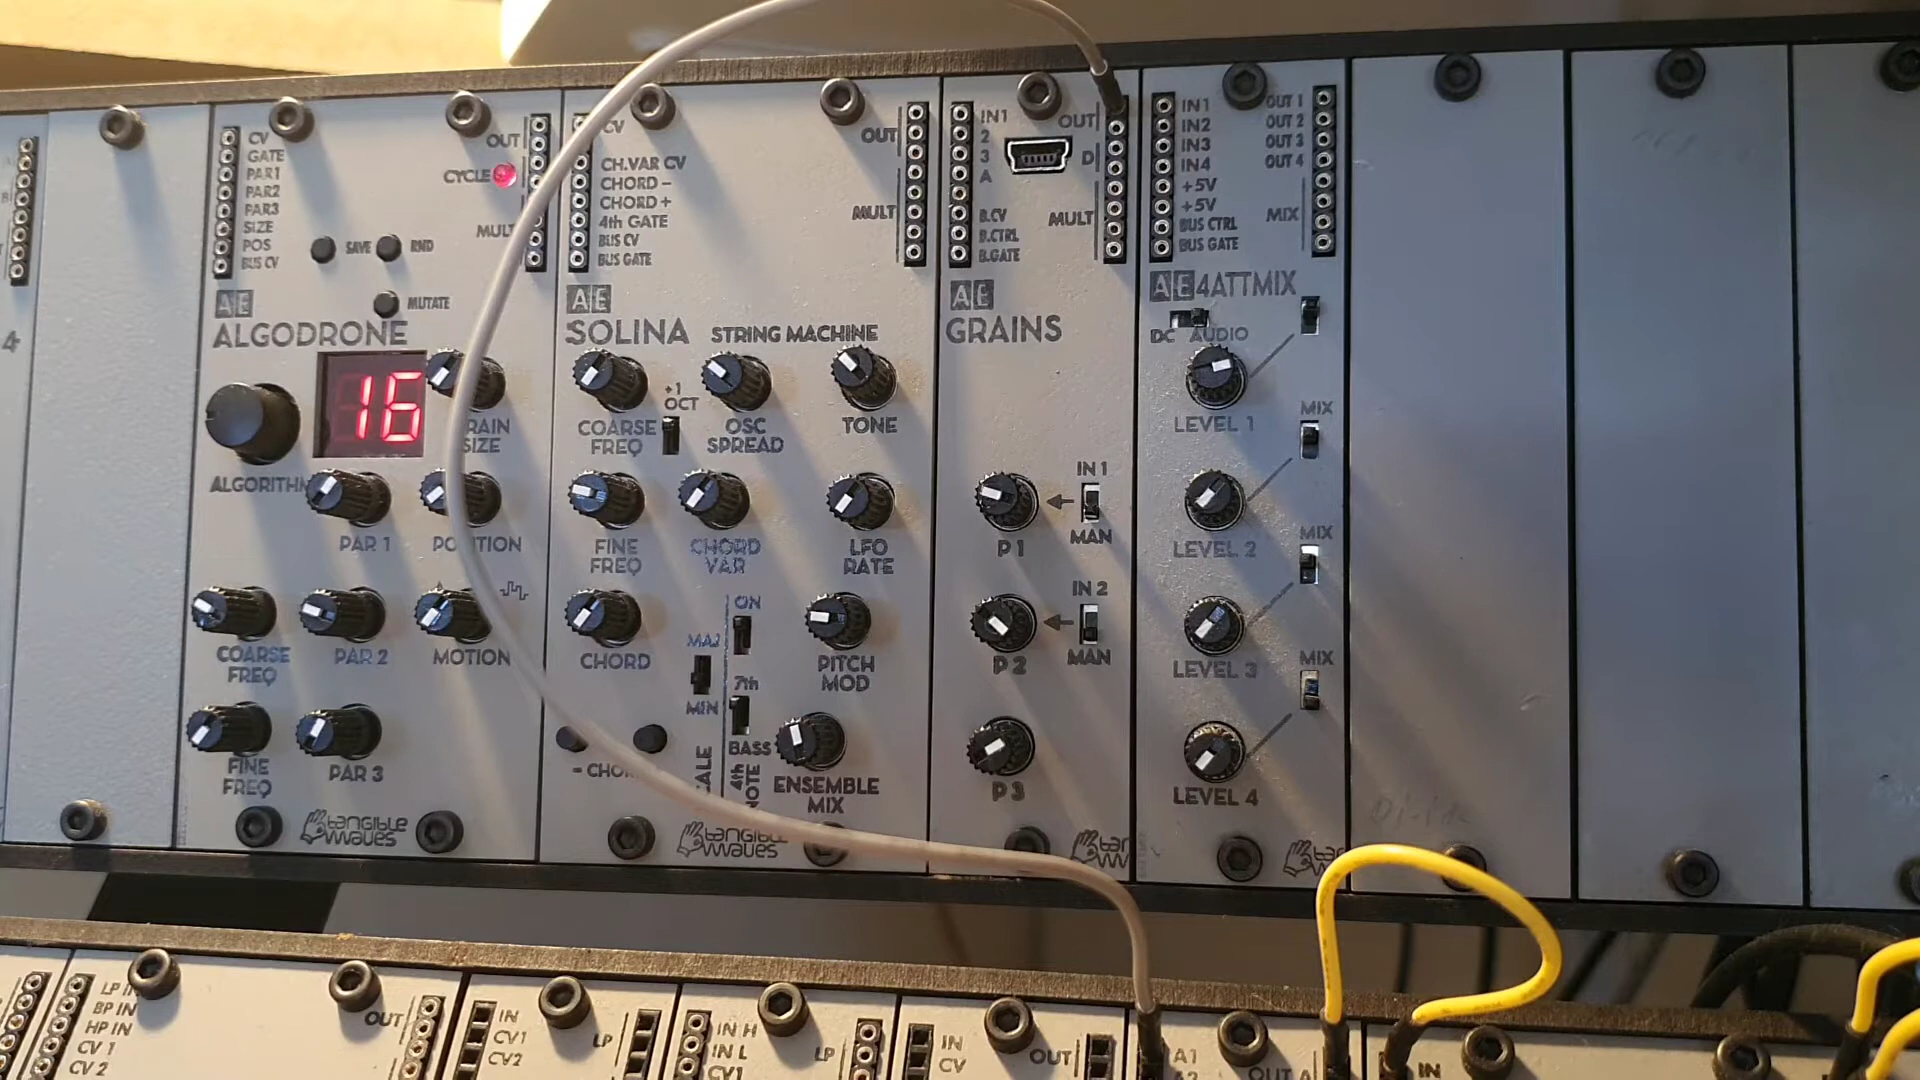 4
CV
GATE
PAR1
PAR2
PAR3
SIZE
POS
BUS CV
SAVE
RND
MUTATE
OUT
CYCLE
MULT
AE
ALGODRONE
16
ALGORITHM
PAR 1
POSITION
COARSE
FREQ
PAR 2
MOTION
FINE
FREQ
PAR 3
tangible
waves
CV
CH.VAR CV
CHORD -
CHORD +
4th GATE
BUS CV
BUS GATE
OUT
MULT
AE
SOLINA
STRING MACHINE
COARSE
FREQ
+1
OCT
OSC
SPREAD
TONE
FINE
FREQ
CHORD
VAR
LFO
RATE
CHORD
MAJ
MIN
ON
7th
BASS
4th
NOTE
PITCH
MOD
ENSEMBLE
MIX
tangible
waves
IN1
2
3
A
B.CV
B.CTRL
B.GATE
OUT
D
MULT
AE
GRAINS
IN 1
MAN
P 1
IN 2
MAN
P 2
P 3
IN1
IN2
IN3
IN4
+5V
+5V
BUS CTRL
BUS GATE
OUT 1
OUT 2
OUT 3
OUT 4
MIX
AE
4ATTMIX
DC AUDIO
LEVEL 1
MIX
LEVEL 2
MIX
LEVEL 3
MIX
LEVEL 4
LP IN
BP IN
HP IN
CV 1
CV 2
OUT
IN
CV1
CV2
LP
IN H
IN L
CV1
LP
IN
CV
OUT
A1
A2
OUT A
IN